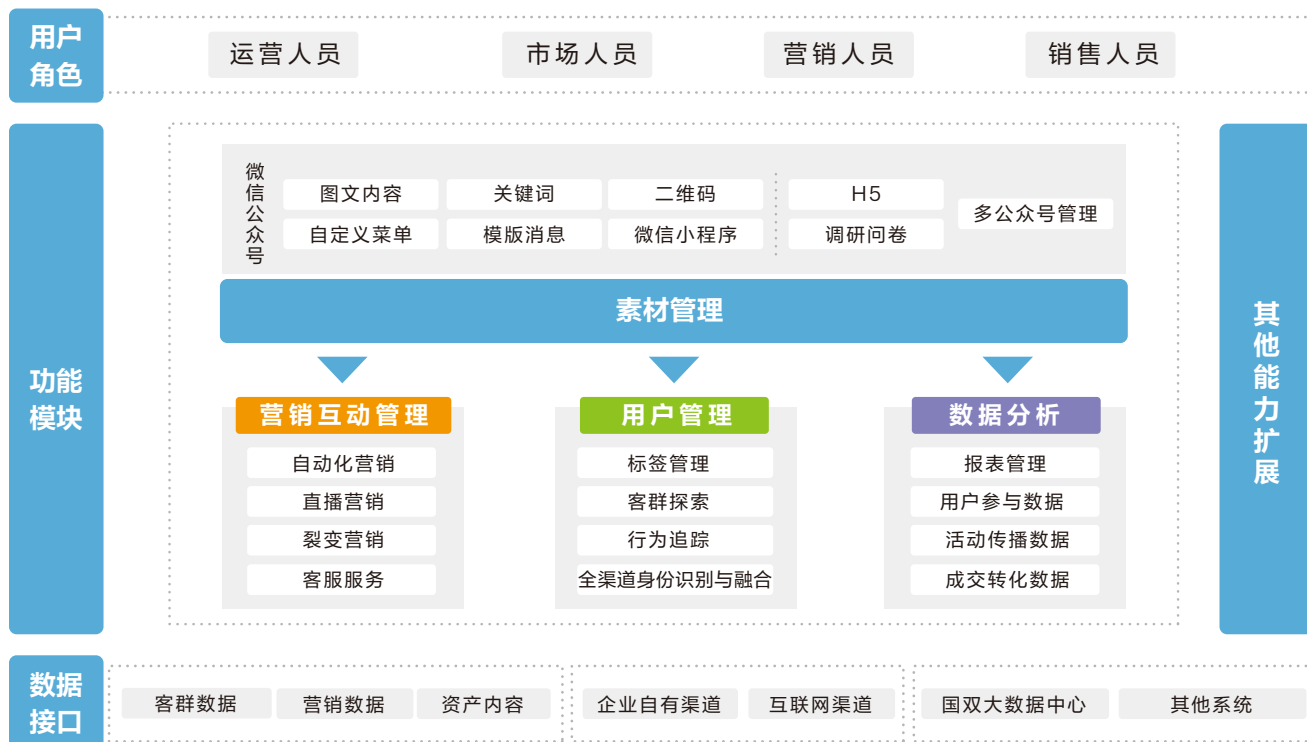 用户
角色
运营人员
市场人员
营销人员
销售人员
功能
模块
微信公众号
图文内容
关键词
二维码
H5
多公众号管理
自定义菜单
模版消息
微信小程序
调研问卷
素材管理
营销互动管理
自动化营销
直播营销
裂变营销
客服服务
用户管理
标签管理
客群探索
行为追踪
全渠道身份识别与融合
数据分析
报表管理
用户参与数据
活动传播数据
成交转化数据
其他能力扩展
数据
接口
客群数据
营销数据
资产内容
企业自有渠道
互联网渠道
国双大数据中心
其他系统